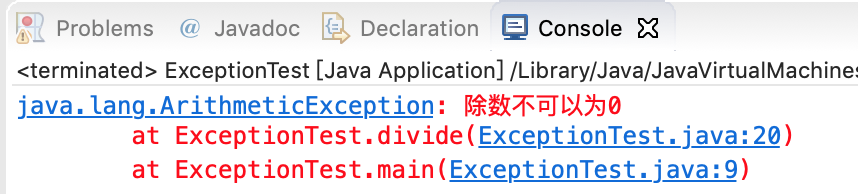 Problems @ Javadoc Declaration Console
<terminated> ExceptionTest [Java Application] /Library/Java/JavaVirtualMachines
java.lang.ArithmeticException: 除数不可以为0
at ExceptionTest.divide(ExceptionTest.java:20)
at ExceptionTest.main(ExceptionTest.java:9)